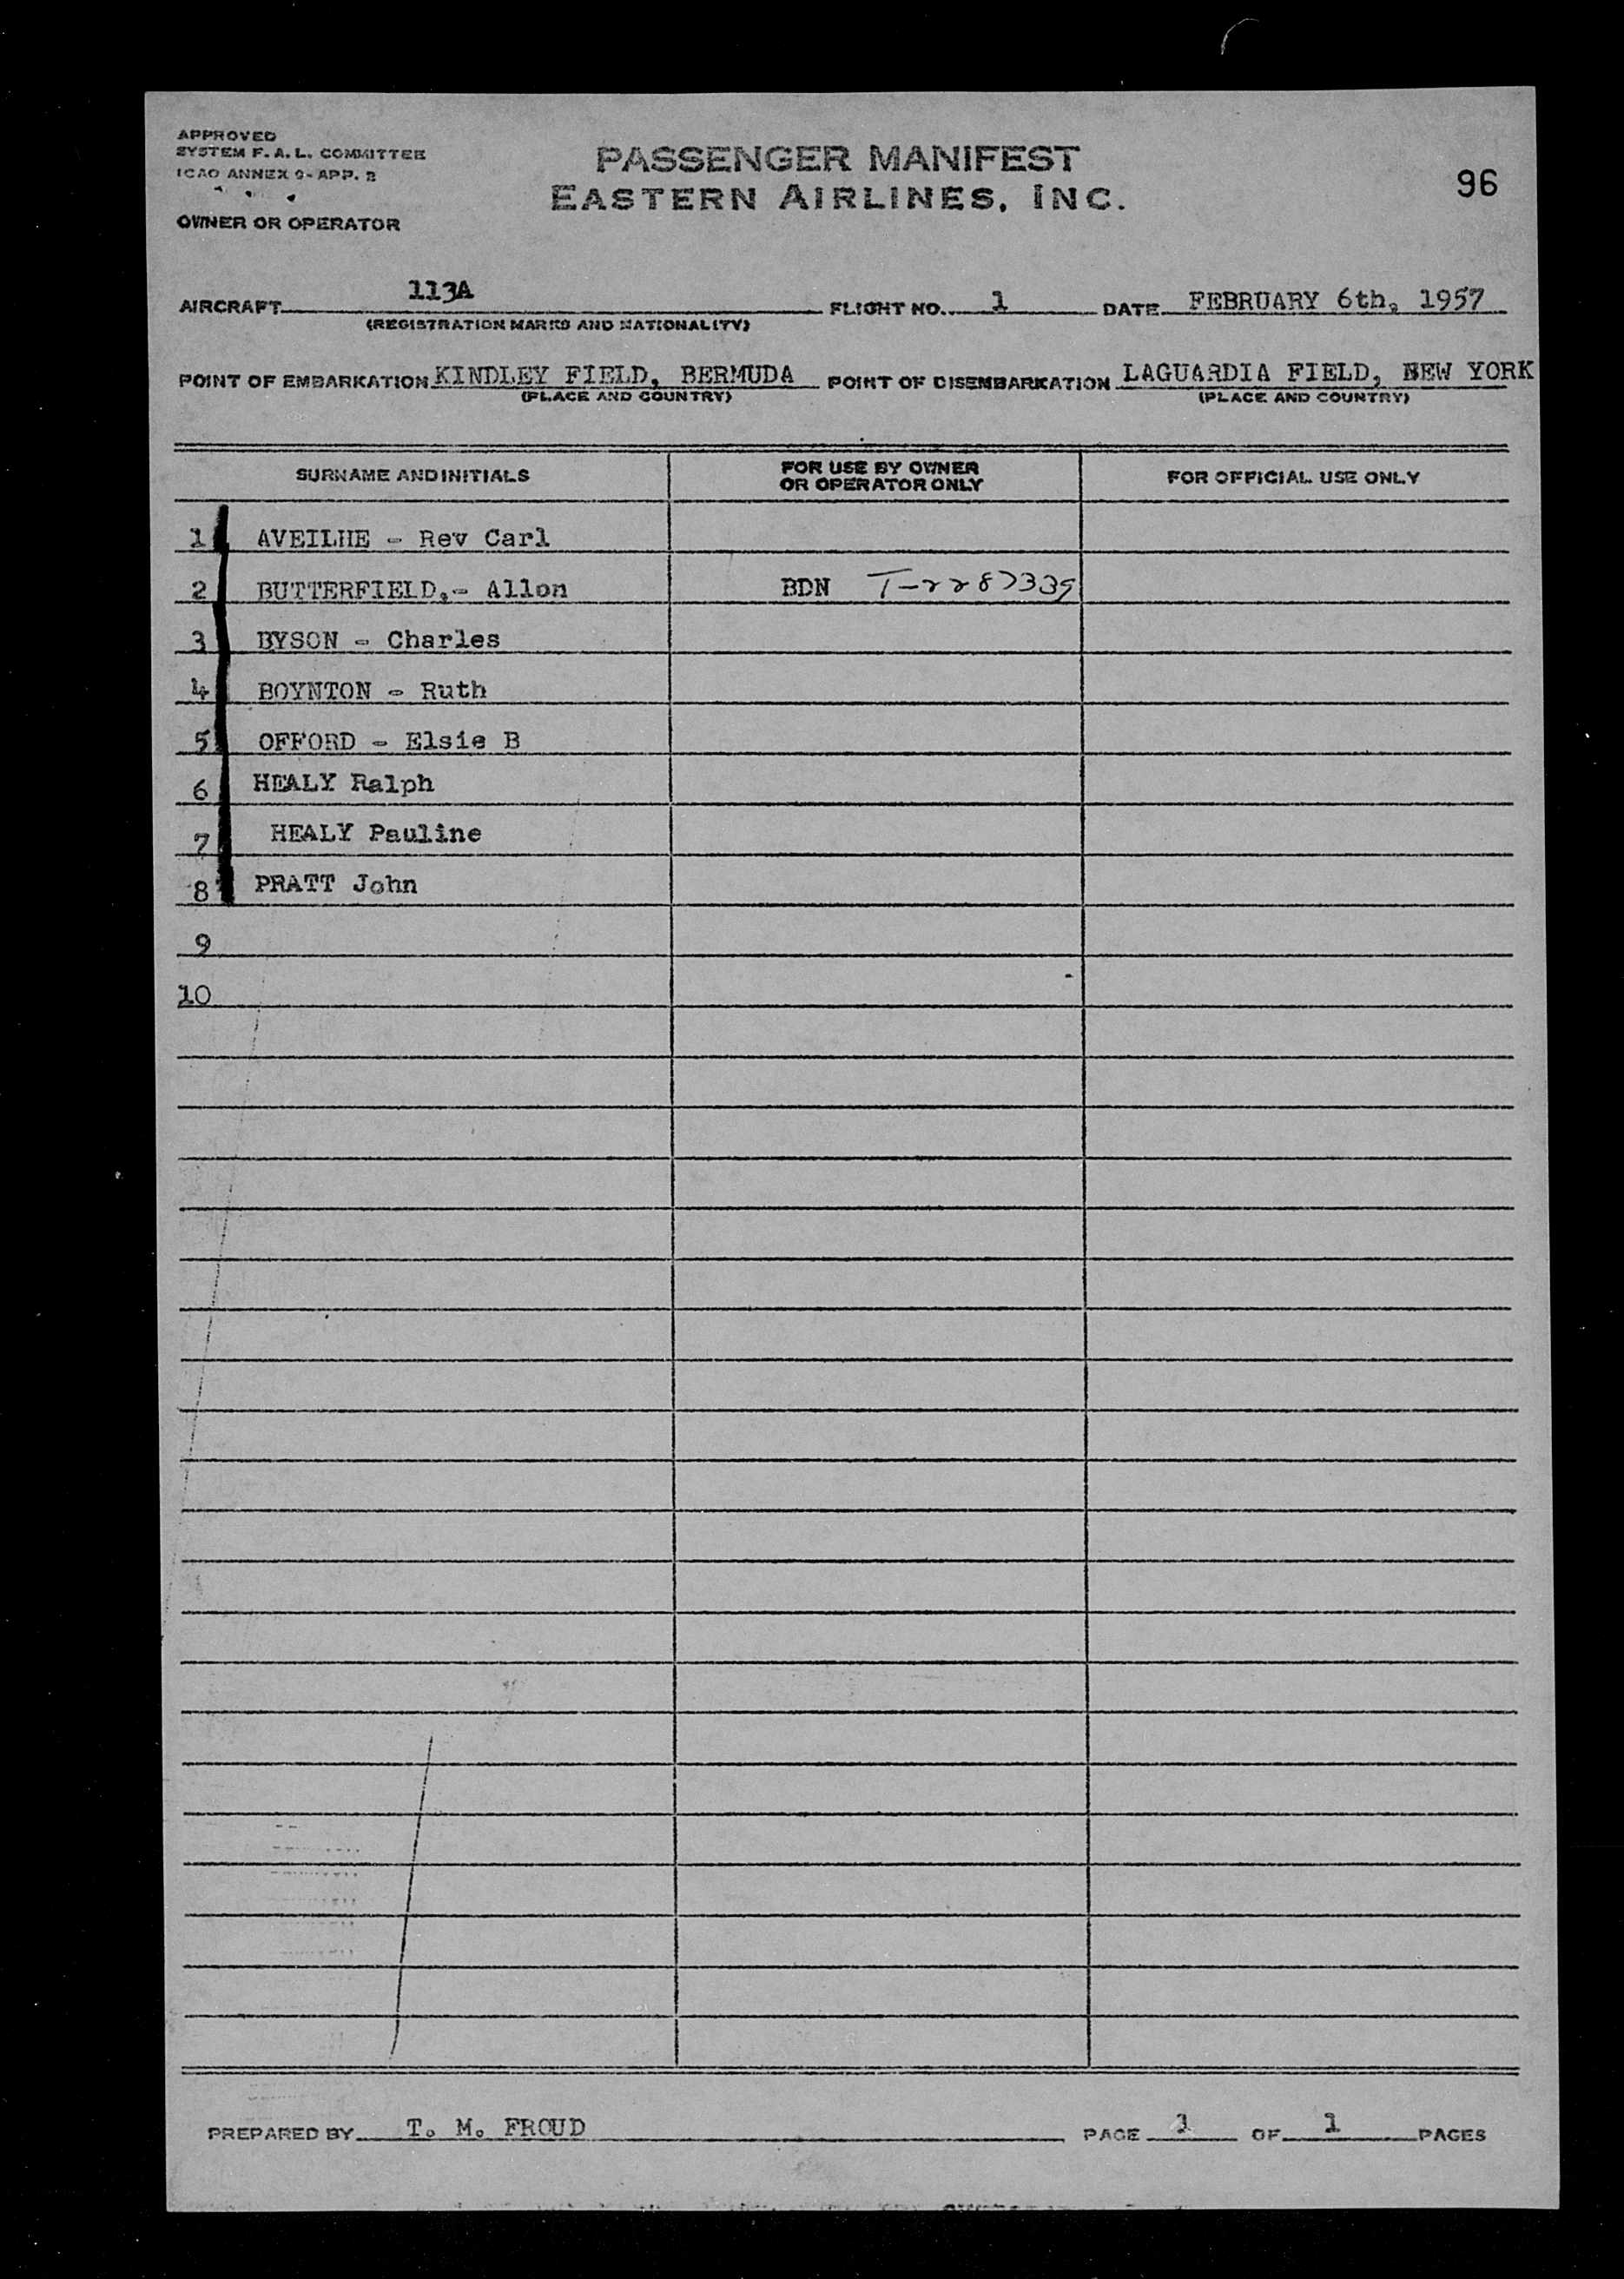 APPROVED
SYSTEM F. A. L. COMMITTEE
ICAO ANNEX 9 - APP. 2
OWNER OR OPERATOR
PASSENGER MANIFEST
EASTERN AIRLINES, INC.
96
AIRCRAFT 113A FLIGHT NO. 1 DATE FEBRUARY 6th, 1957
(REGISTRATION MARKS AND NATIONALITY)
POINT OF EMBARKATION KINDLEY FIELD, BERMUDA POINT OF DISEMBARKATION LAGUARDIA FIELD, NEW YORK
(PLACE AND COUNTRY) (PLACE AND COUNTRY)
SURNAME AND INITIALS FOR USE BY OWNER OR OPERATOR ONLY FOR OFFICIAL USE ONLY
1 AVEILHE - Rev Carl
2 BUTTERFIELD,- Allon BDN T-2287335
3 BYSON - Charles
4 BOYNTON - Ruth
5 OFFORD - Elsie B
6 HEALY Ralph
7 HEALY Pauline
8 PRATT John
9
10
PREPARED BY T. M. FROUD PAGE 1 OF 1 PAGES